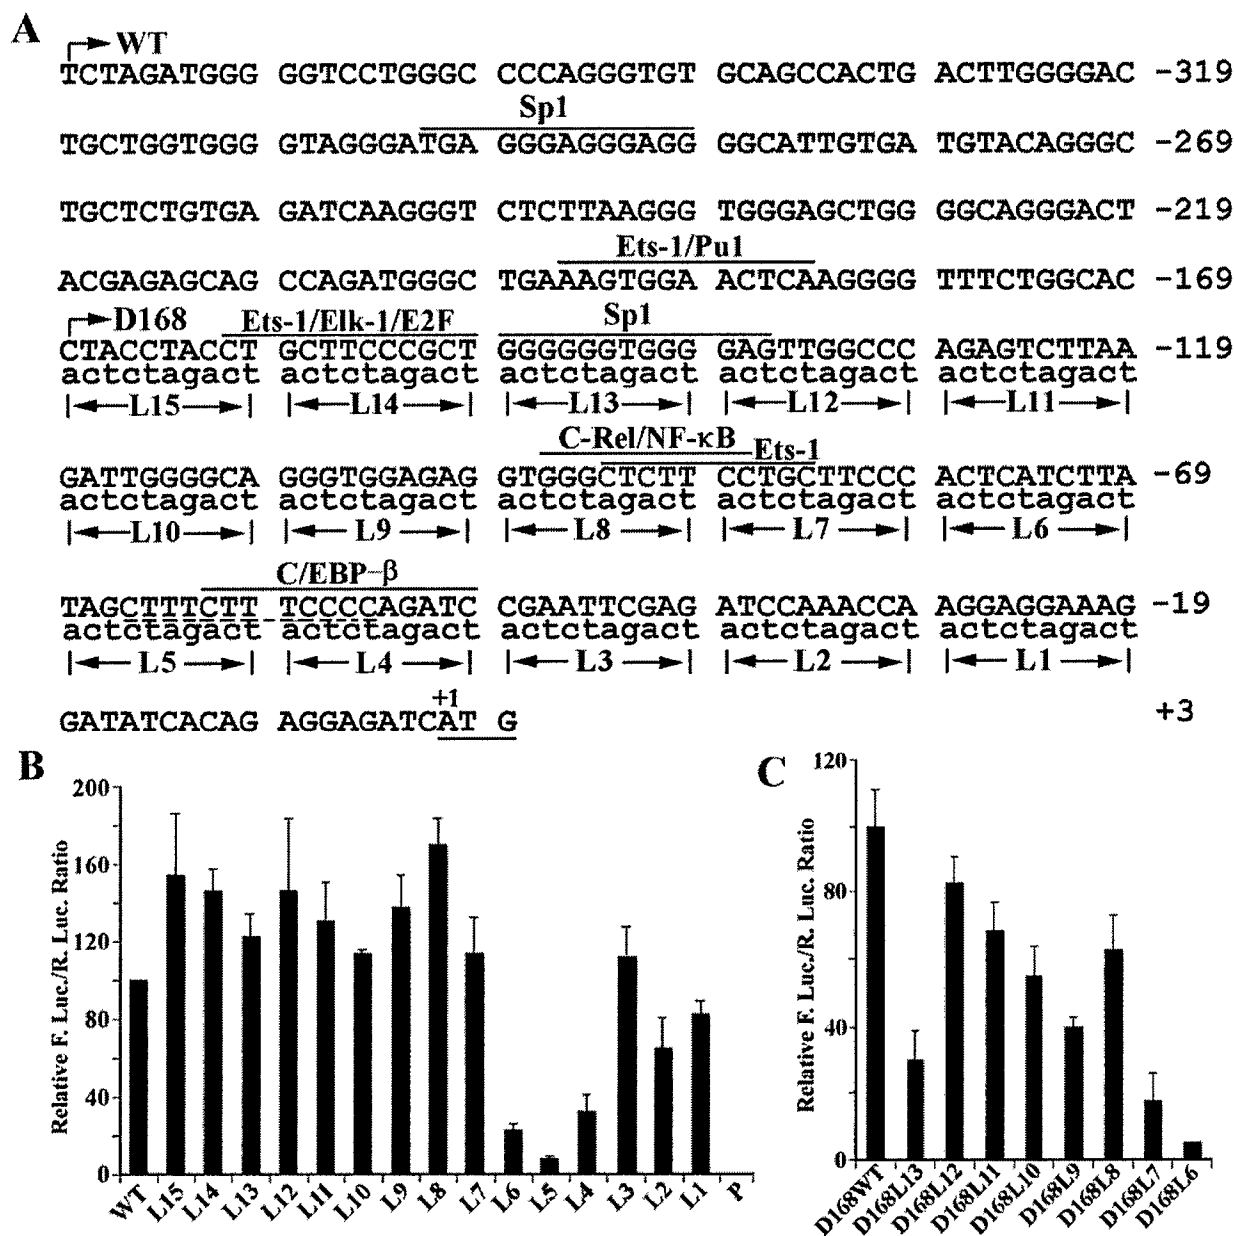 A
WT
TCTAGATGGG GGTCCTGGGC CCCAGGGTGT GCAGCCACTG ACTTGGGGAC -319
Sp1
TGCTGGTGGG GTAGGGATGA GGGAGGGAGG GGCATTGTGA TGTACAGGGC -269
TGCTCTGTGA GATCAAGGGT CTCTTAAGGG TGGGAGCTGG GGCAGGGACT -219
Ets-1/Pu1
ACGAGAGCAG CCAGATGGGC TGAAAGTGGA ACTCAAGGGG TTTCTGGCAC -169
D168 Ets-1/Elk-1/E2F Sp1
CTACCTACCT GCTTCCCGCT GGGGGGTGGG GAGTTGGCCC AGAGTCTTAA -119
actctagact actctagact actctagact actctagact actctagact
L15 L14 L13 L12 L11
C-Rel/NF-κB Ets-1
GATTGGGGCA GGGTGGAGAG GTGGGCTCTT CCTGCTTCCC ACTCATCTTA -69
actctagact actctagact actctagact actctagact actctagact
L10 L9 L8 L7 L6
C/EBP-β
TAGCTTTCTT TCCCCAGATC CGAATTCGAG ATCCAAACCA AGGAGGAAAG -19
actctagact actctagact actctagact actctagact actctagact
L5 L4 L3 L2 L1
+1
GATATCACAG AGGAGATCAT G +3
B
Relative F. Luc./R. Luc. Ratio
200
160
120
80
40
0
WT L15 L14 L13 L12 L11 L10 L9 L8 L7 L6 L5 L4 L3 L2 L1 P
C
Relative F. Luc./R. Luc. Ratio
120
80
40
0
D168WT D168L13 D168L12 D168L11 D168L10 D168L9 D168L8 D168L7 D168L6